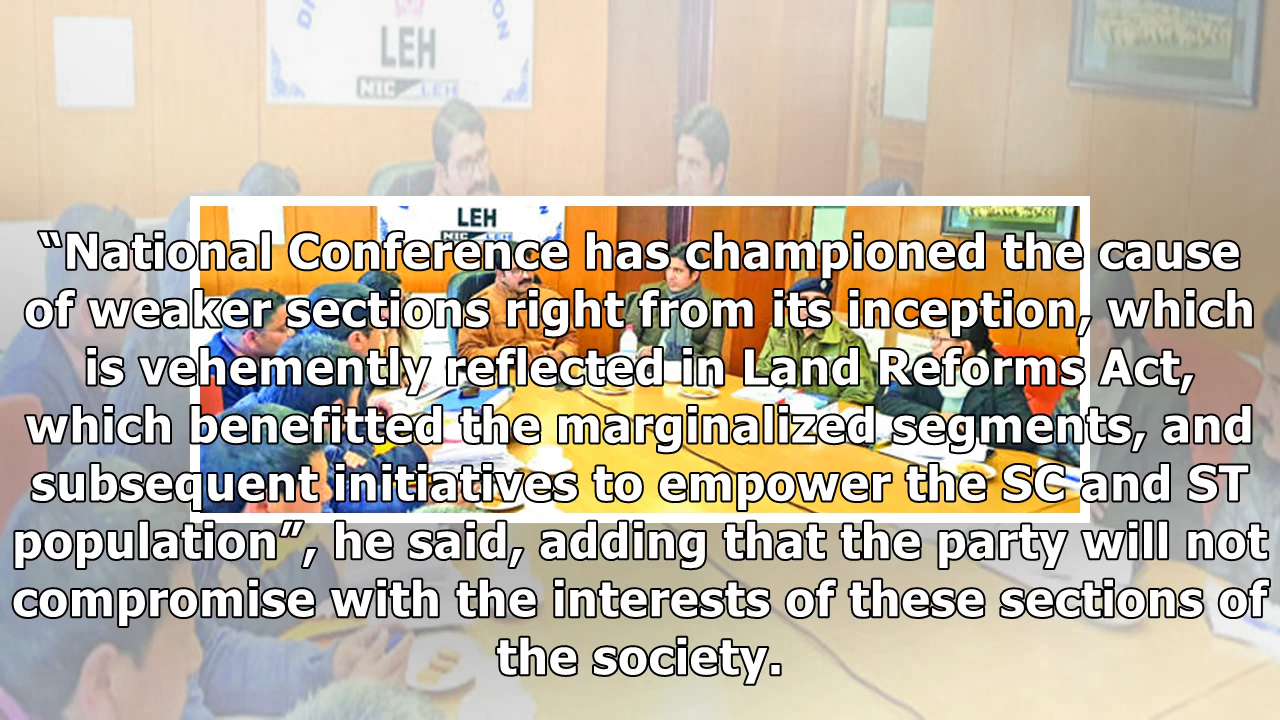 LEH
NIC LEH
LEH
NIC LEH
“National Conference has championed the cause
of weaker sections right from its inception, which
is vehemently reflected in Land Reforms Act,
which benefitted the marginalized segments, and
subsequent initiatives to empower the SC and ST
population”, he said, adding that the party will not
compromise with the interests of these sections of
the society.